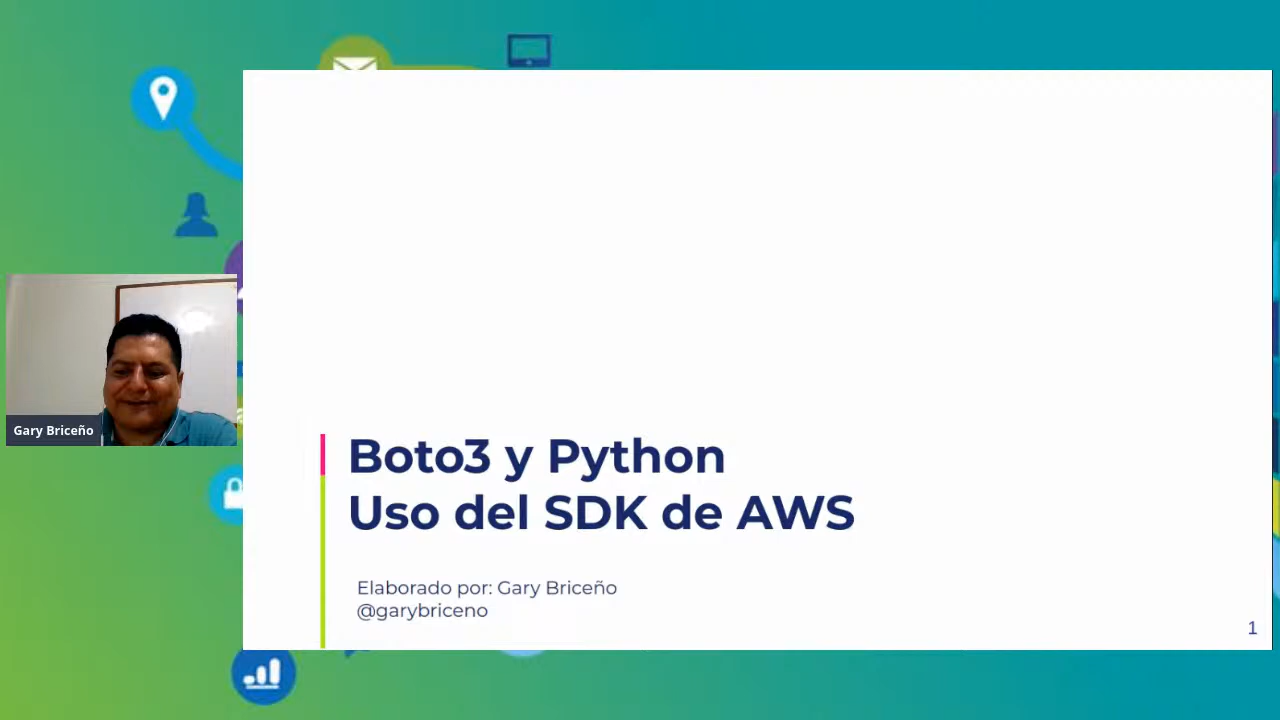 Gary Briceño
Boto3 y Python
Uso del SDK de AWS
Elaborado por: Gary Briceño
@garybriceno
1